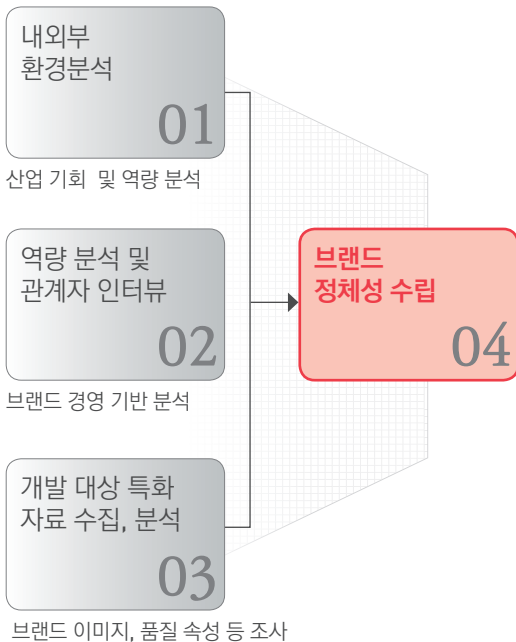 내외부
환경분석
01
산업 기회 및 역량 분석
역량 분석 및
관계자 인터뷰
02
브랜드 경영 기반 분석
개발 대상 특화
자료 수집, 분석
03
브랜드 이미지, 품질 속성 등 조사
브랜드
정체성 수립
04